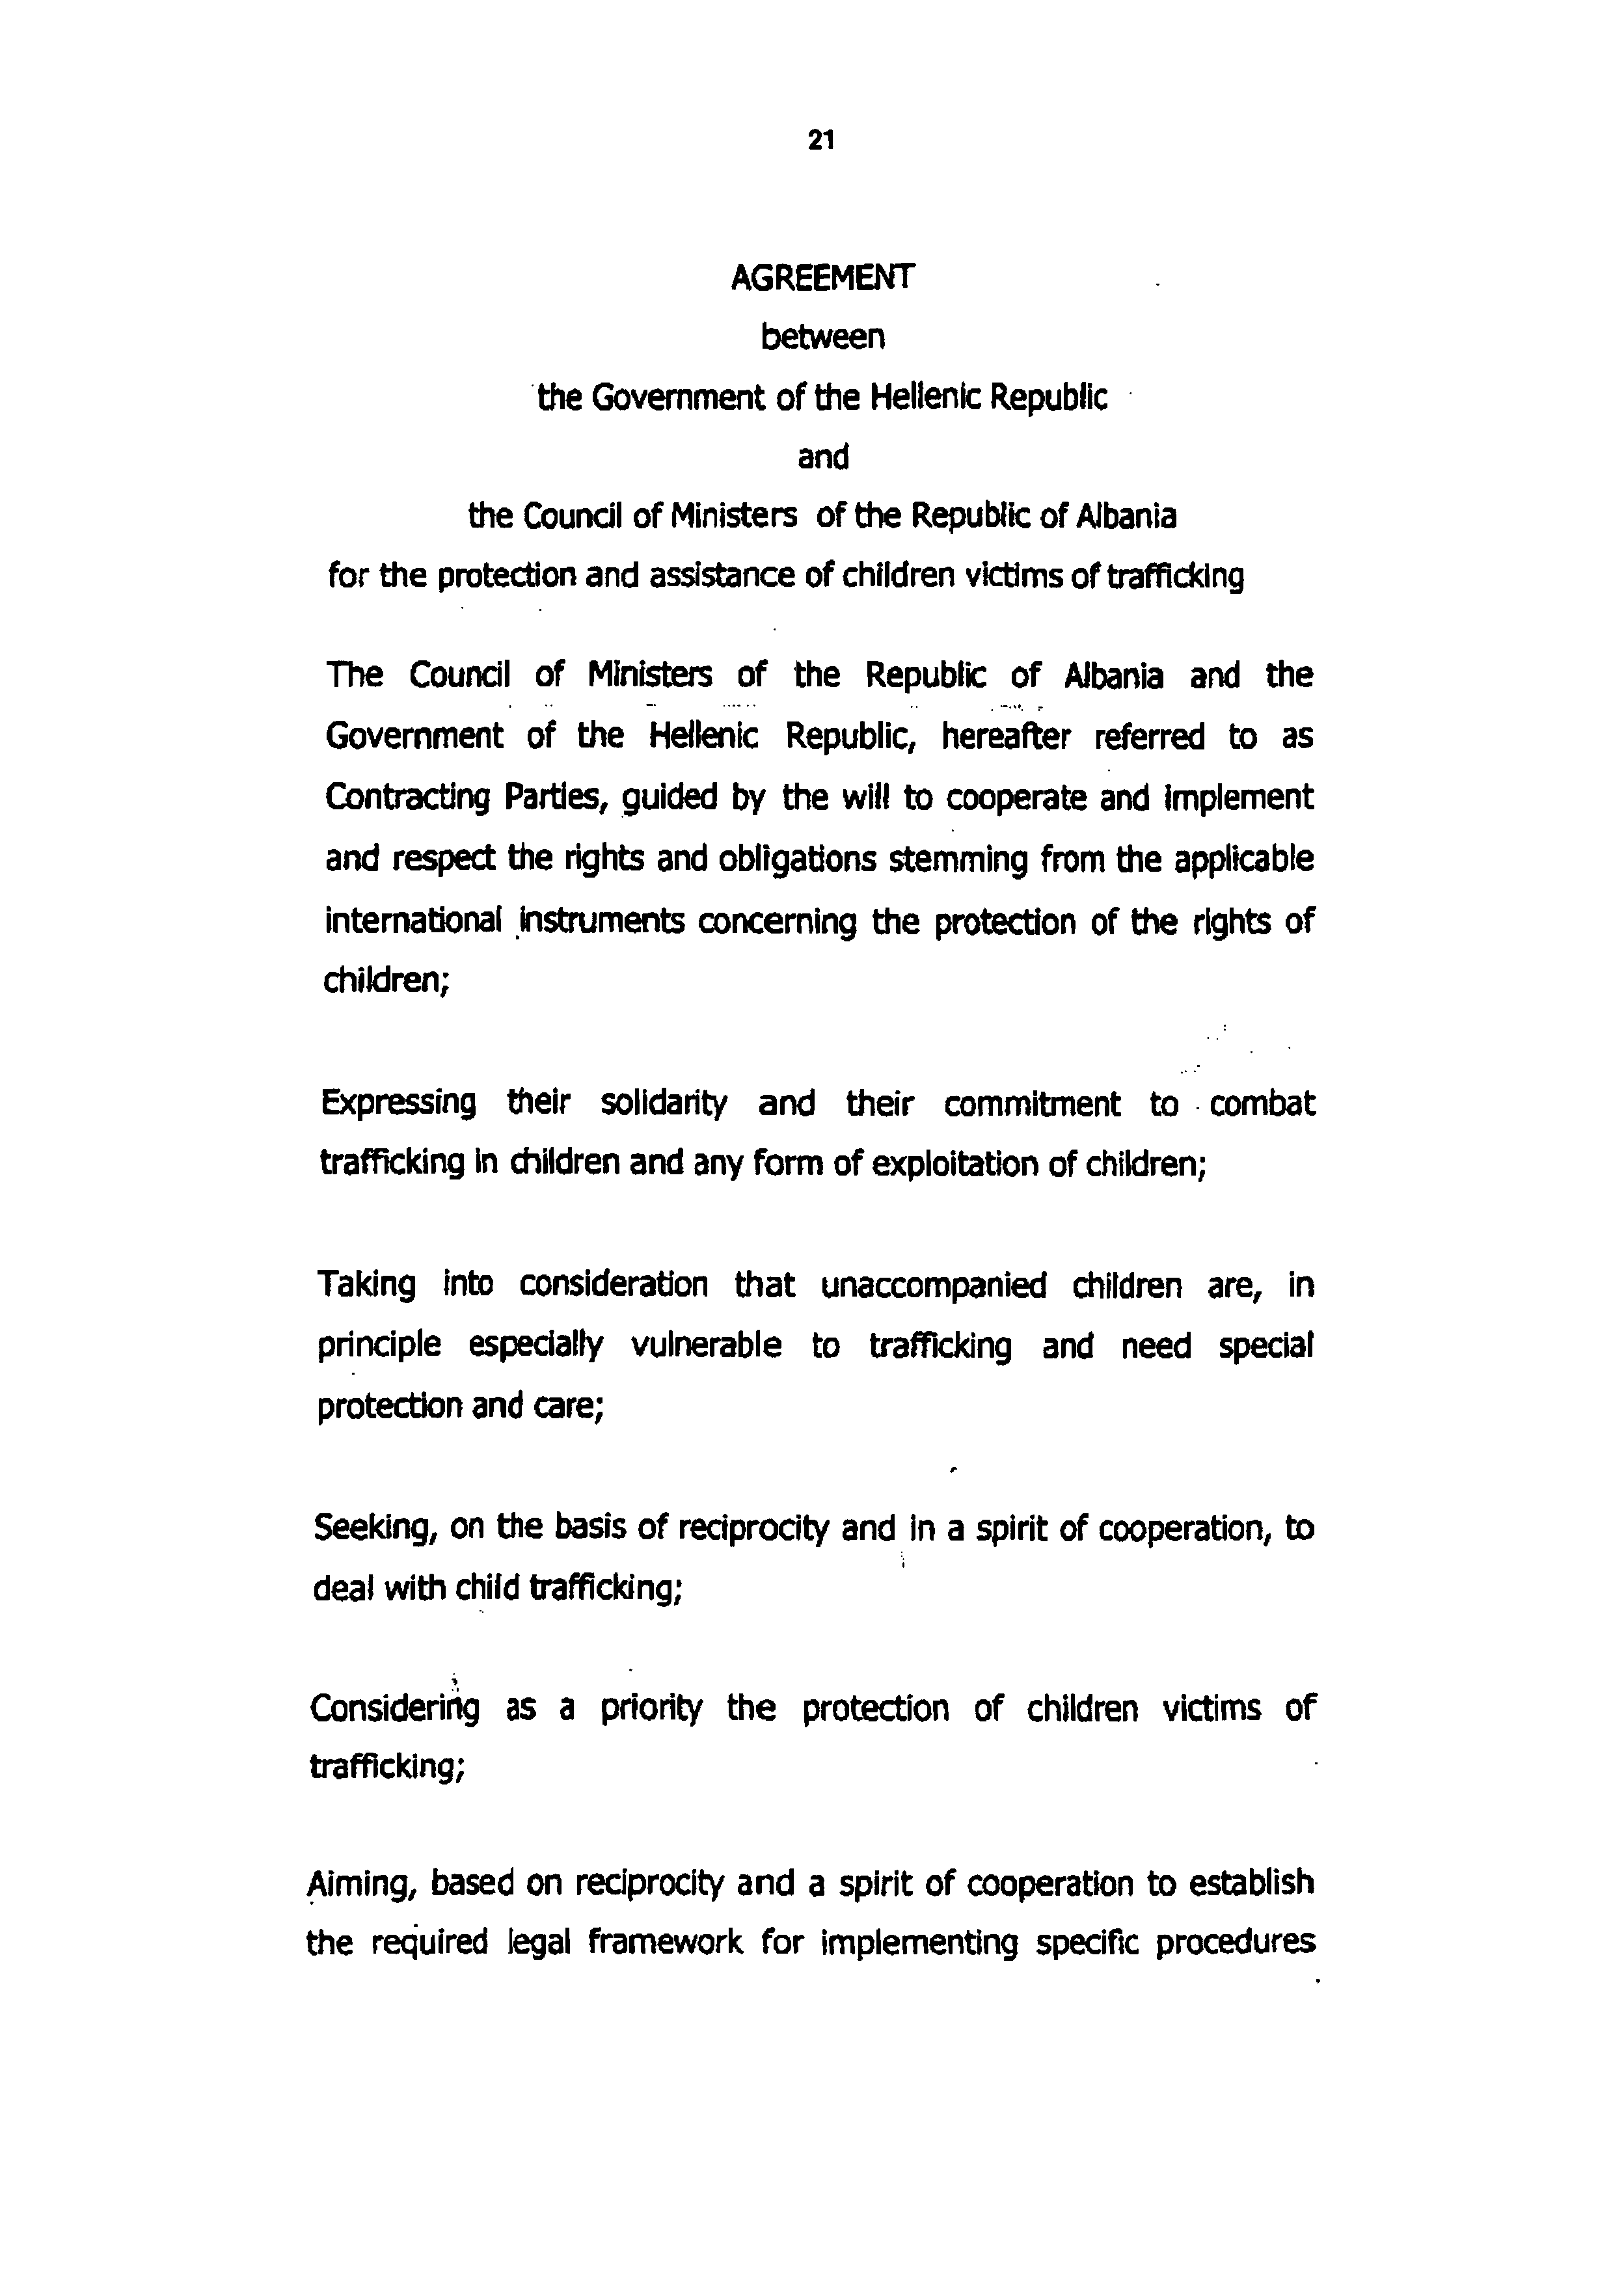 21
AGREEMENT
between
the Government of the Hellenic Republic
and
the Council of Ministers of the Republic of Albania
for the protection and assistance of children victims of trafficking
The Council of Ministers of the Republic of Albania and the
Government of the Hellenic Republic, hereafter referred to as
Contracting Parties, guided by the will to cooperate and implement
and respect the rights and obligations stemming from the applicable
international instruments concerning the protection of the rights of
children;
Expressing their solidarity and their commitment to combat
trafficking in children and any form of exploitation of children;
Taking into consideration that unaccompanied children are, in
principle especially vulnerable to trafficking and need special
protection and care;
Seeking, on the basis of reciprocity and in a spirit of cooperation, to
deal with child trafficking;
Considering as a priority the protection of children victims of
trafficking;
Aiming, based on reciprocity and a spirit of cooperation to establish
the required legal framework for implementing specific procedures